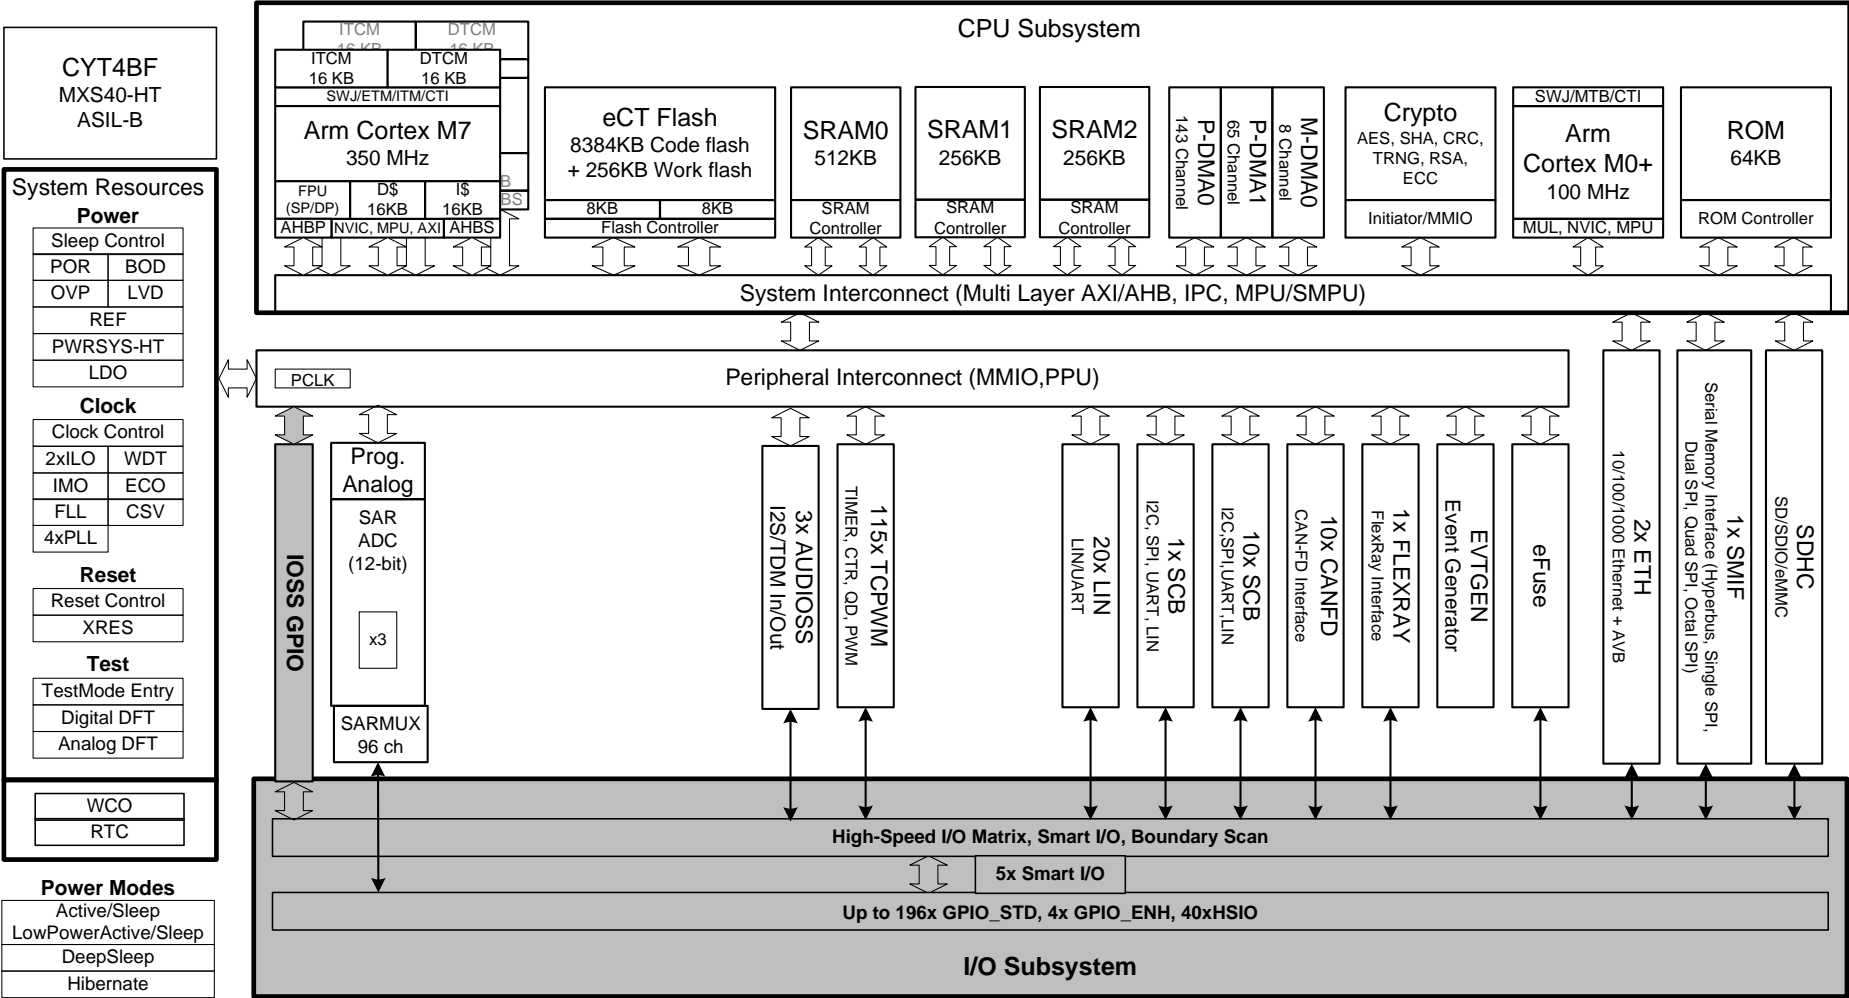 CYT4BF
MXS40-HT
ASIL-B
System Resources
Power
Sleep Control
POR
BOD
OVP
LVD
REF
PWRSYS-HT
LDO
Clock
Clock Control
2xILO
WDT
IMO
ECO
FLL
CSV
4xPLL
Reset
Reset Control
XRES
Test
TestMode Entry
Digital DFT
Analog DFT
WCO
RTC
Power Modes
Active/Sleep
LowPowerActive/Sleep
DeepSleep
Hibernate
CPU Subsystem
ITCM
16 KB
DTCM
16 KB
ITCM
16 KB
DTCM
16 KB
SWJ/ETM/ITM/CTI
Arm Cortex M7
350 MHz
FPU
(SP/DP)
D$
16KB
I$
16KB
B
BS
AHBP
NVIC, MPU, AXI
AHBS
eCT Flash
8384KB Code flash
+ 256KB Work flash
8KB
8KB
Flash Controller
SRAM0
512KB
SRAM
Controller
SRAM1
256KB
SRAM
Controller
SRAM2
256KB
SRAM
Controller
P-DMA0
143 Channel
P-DMA1
65 Channel
M-DMA0
8 Channel
Crypto
AES, SHA, CRC,
TRNG, RSA,
ECC
Initiator/MMIO
SWJ/MTB/CTI
Arm
Cortex M0+
100 MHz
MUL, NVIC, MPU
ROM
64KB
ROM Controller
System Interconnect (Multi Layer AXI/AHB, IPC, MPU/SMPU)
PCLK
Peripheral Interconnect (MMIO,PPU)
IOSS GPIO
Prog.
Analog
SAR
ADC
(12-bit)
x3
SARMUX
96 ch
3x AUDIOSS
I2S/TDM In/Out
115x TCPWM
TIMER, CTR, QD, PWM
20x LIN
LIN/UART
1x SCB
I2C, SPI, UART, LIN
10x SCB
I2C,SPI,UART,LIN
10x CANFD
CAN-FD Interface
1x FLEXRAY
FlexRay Interface
EVTGEN
Event Generator
eFuse
2x ETH
10/100/1000 Ethernet + AVB
1x SMIF
Serial Memory Interface (Hyperbus, Single SPI,
Dual SPI, Quad SPI, Octal SPI)
SDHC
SD/SDIO/eMMC
High-Speed I/O Matrix, Smart I/O, Boundary Scan
5x Smart I/O
Up to 196x GPIO_STD, 4x GPIO_ENH, 40xHSIO
I/O Subsystem